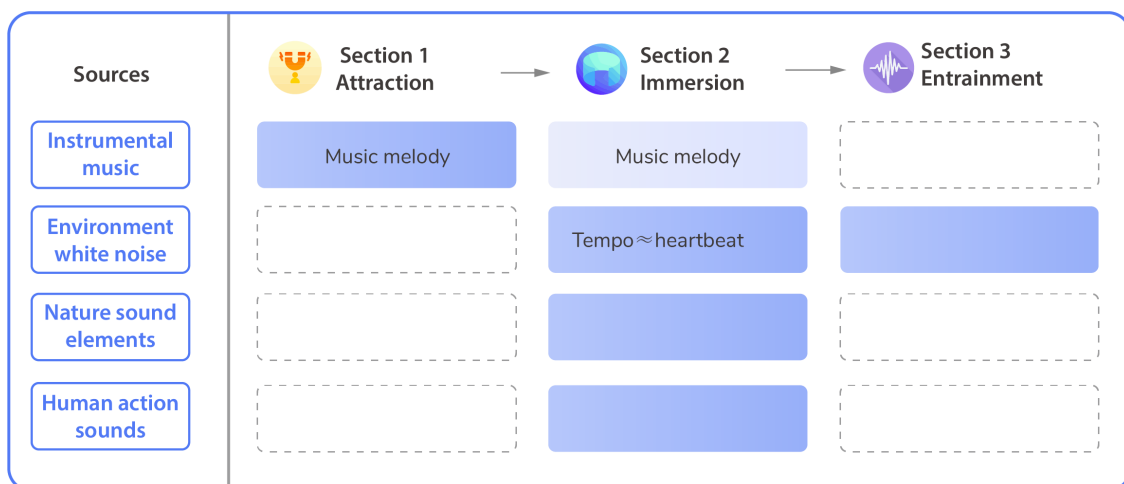 Sources
Section 1
Attraction
Section 2
Immersion
Section 3
Entrainment
Instrumental
music
Music melody
Music melody
Environment
white noise
Tempo≈heartbeat
Nature sound
elements
Human action
sounds